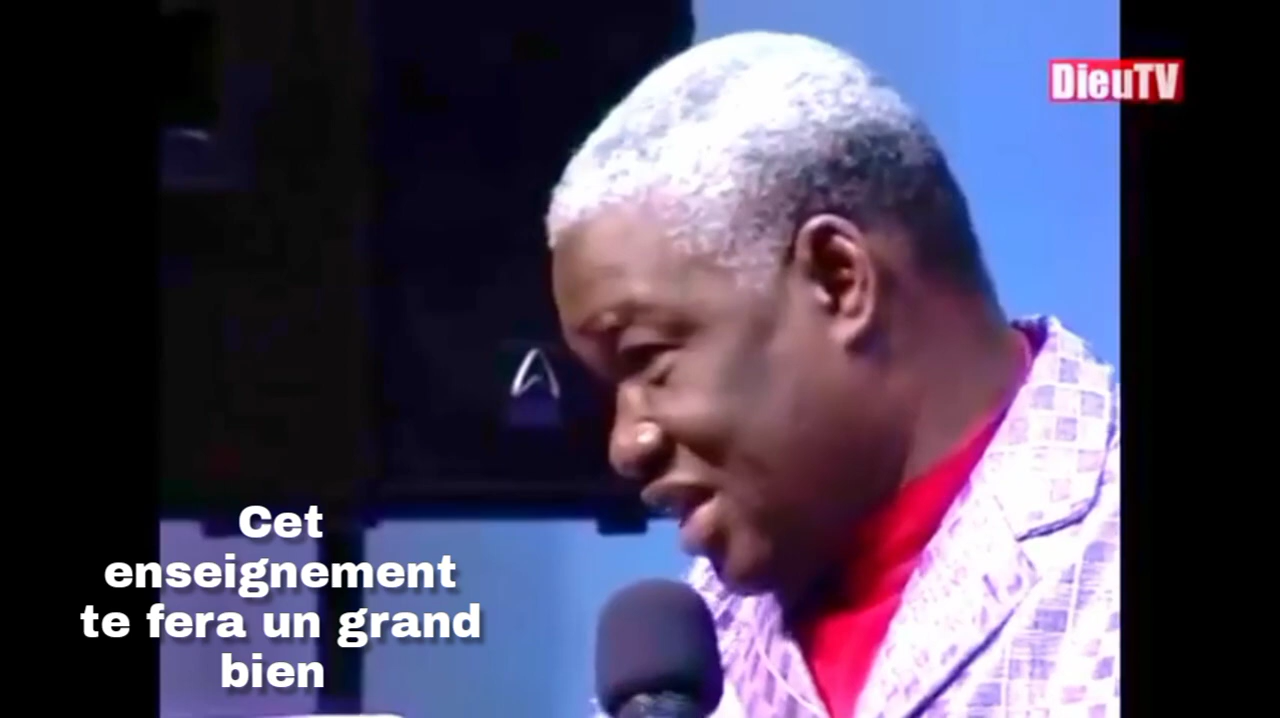 DieuTV
Cet
enseignement
te fera un grand
bien